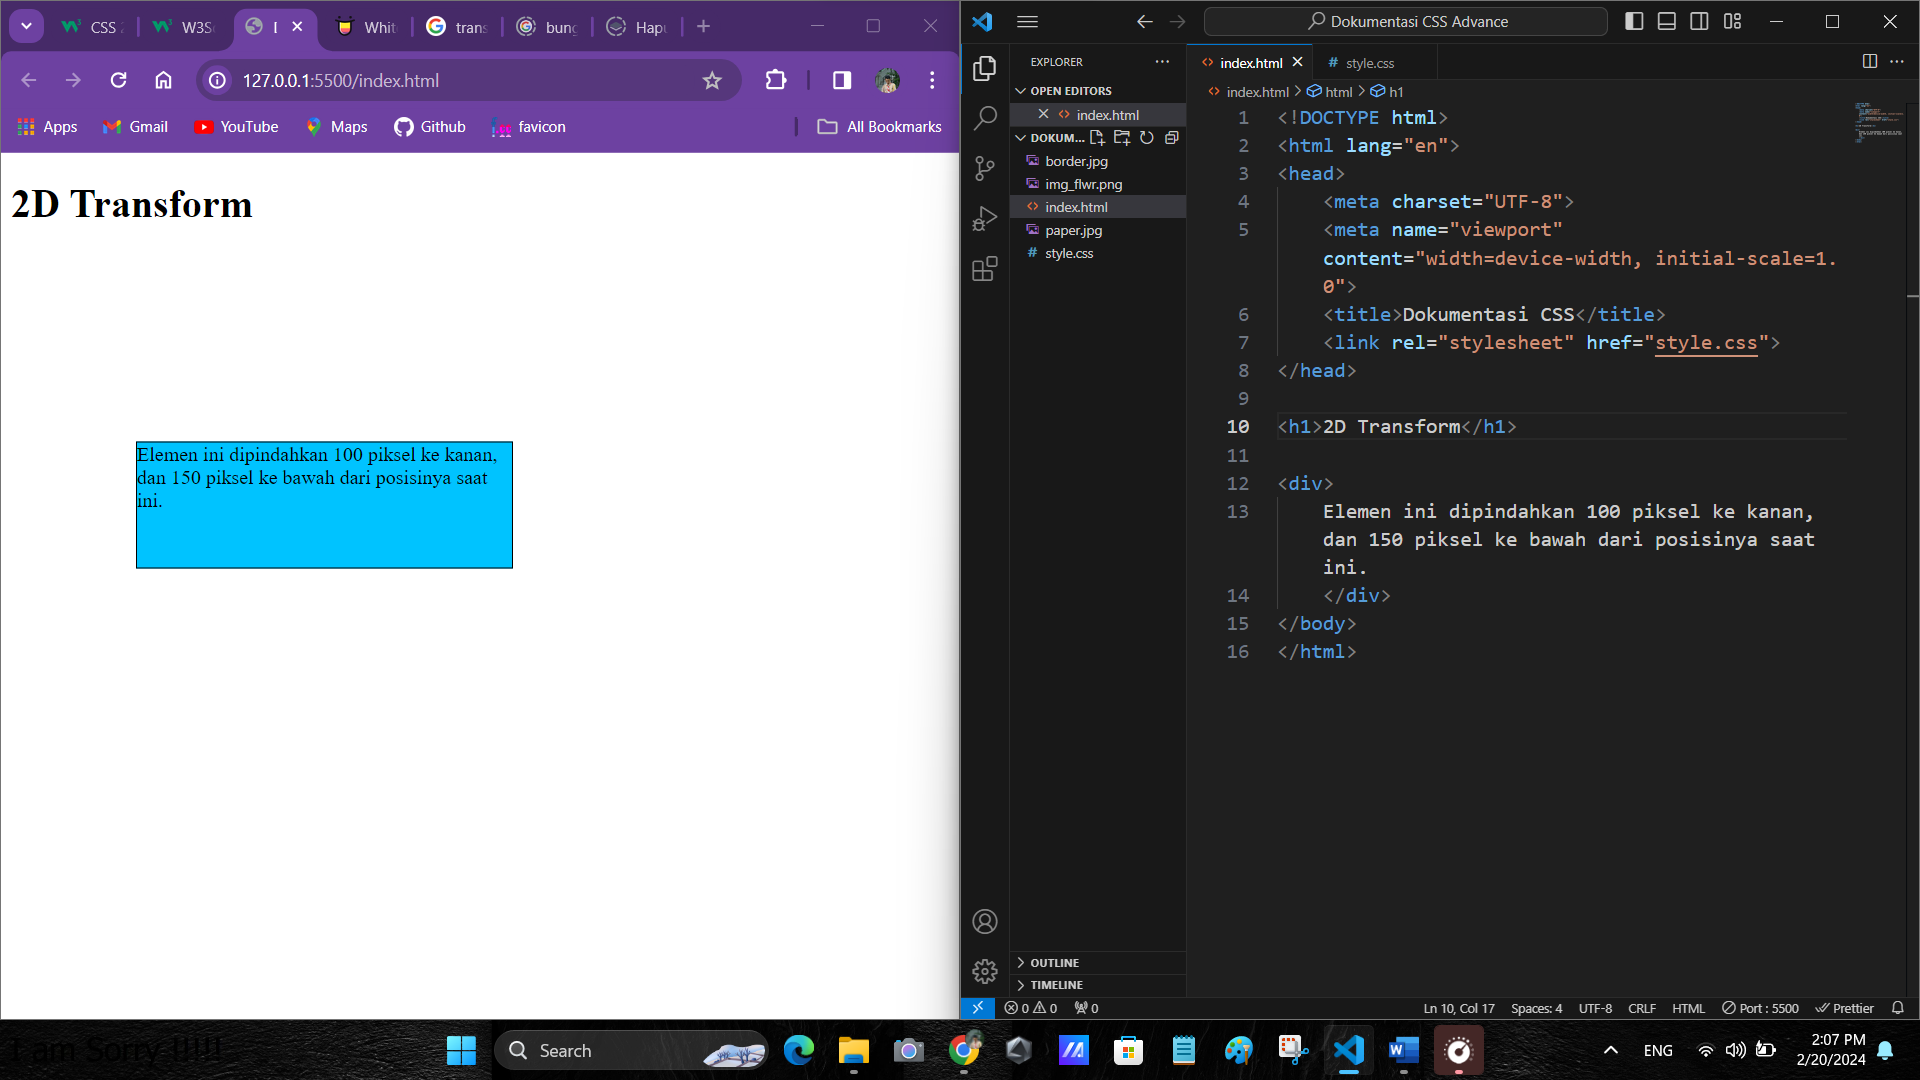 CSS
W3S
Whit
trans
bung
Hapu
127.0.0.1:5500/index.html
Apps
Gmail
YouTube
Maps
Github
favicon
All Bookmarks
2D Transform
Elemen ini dipindahkan 100 piksel ke kanan,
dan 150 piksel ke bawah dari posisinya saat
ini.
Dokumentasi CSS Advance
EXPLORER
OPEN EDITORS
index.html
DOKUM...
border.jpg
img_flwr.png
index.html
paper.jpg
style.css
OUTLINE
TIMELINE
index.html
style.css
index.html > html > h1
1 <!DOCTYPE html>
2 <html lang="en">
3 <head>
4 <meta charset="UTF-8">
5 <meta name="viewport"
content="width=device-width, initial-scale=1.
0">
6 <title>Dokumentasi CSS</title>
7 <link rel="stylesheet" href="style.css">
8 </head>
9
10 <h1>2D Transform</h1>
11
12 <div>
13 Elemen ini dipindahkan 100 piksel ke kanan,
dan 150 piksel ke bawah dari posisinya saat
ini.
14 </div>
15 </body>
16 </html>
0 0 0
Ln 10, Col 17 Spaces: 4 UTF-8 CRLF HTML Port : 5500 Prettier
Search
ENG
2:07 PM
2/20/2024